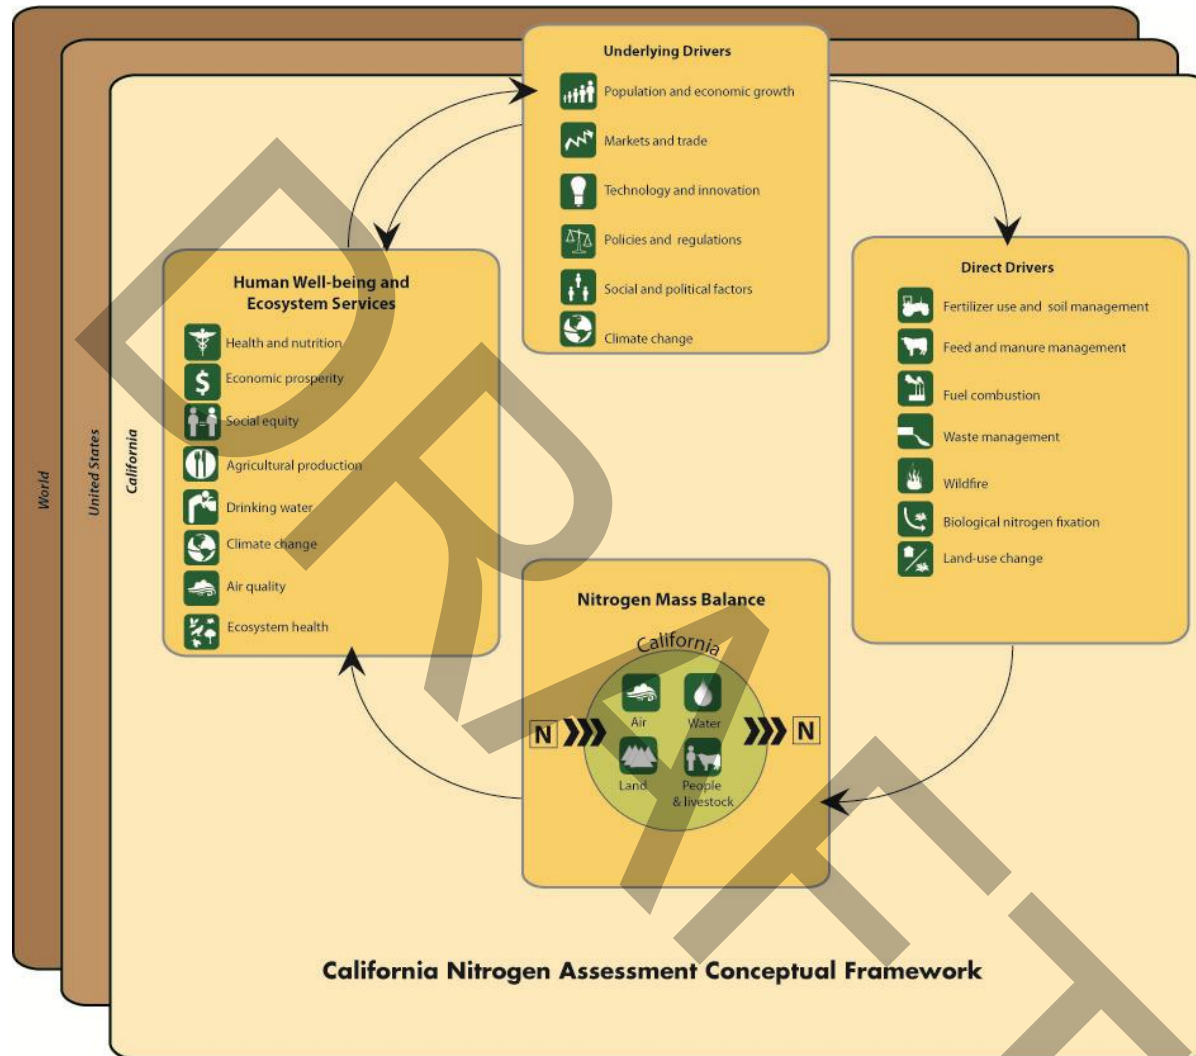 Underlying Drivers
Population and economic growth
Markets and trade
Technology and innovation
Policies and regulations
Social and political factors
Climate change
Human Well-being and
Ecosystem Services
Health and nutrition
$
Economic prosperity
Social equity
Agricultural production
Drinking water
Climate change
Air quality
Ecosystem health
Direct Drivers
Fertilizer use and soil management
Feed and manure management
Fuel combustion
Waste management
Wildfire
Biological nitrogen fixation
Land-use change
Nitrogen Mass Balance
California
Air
Water
N
N
Land
People
& livestock
World
United States
California
California Nitrogen Assessment Conceptual Framework
DRAFT